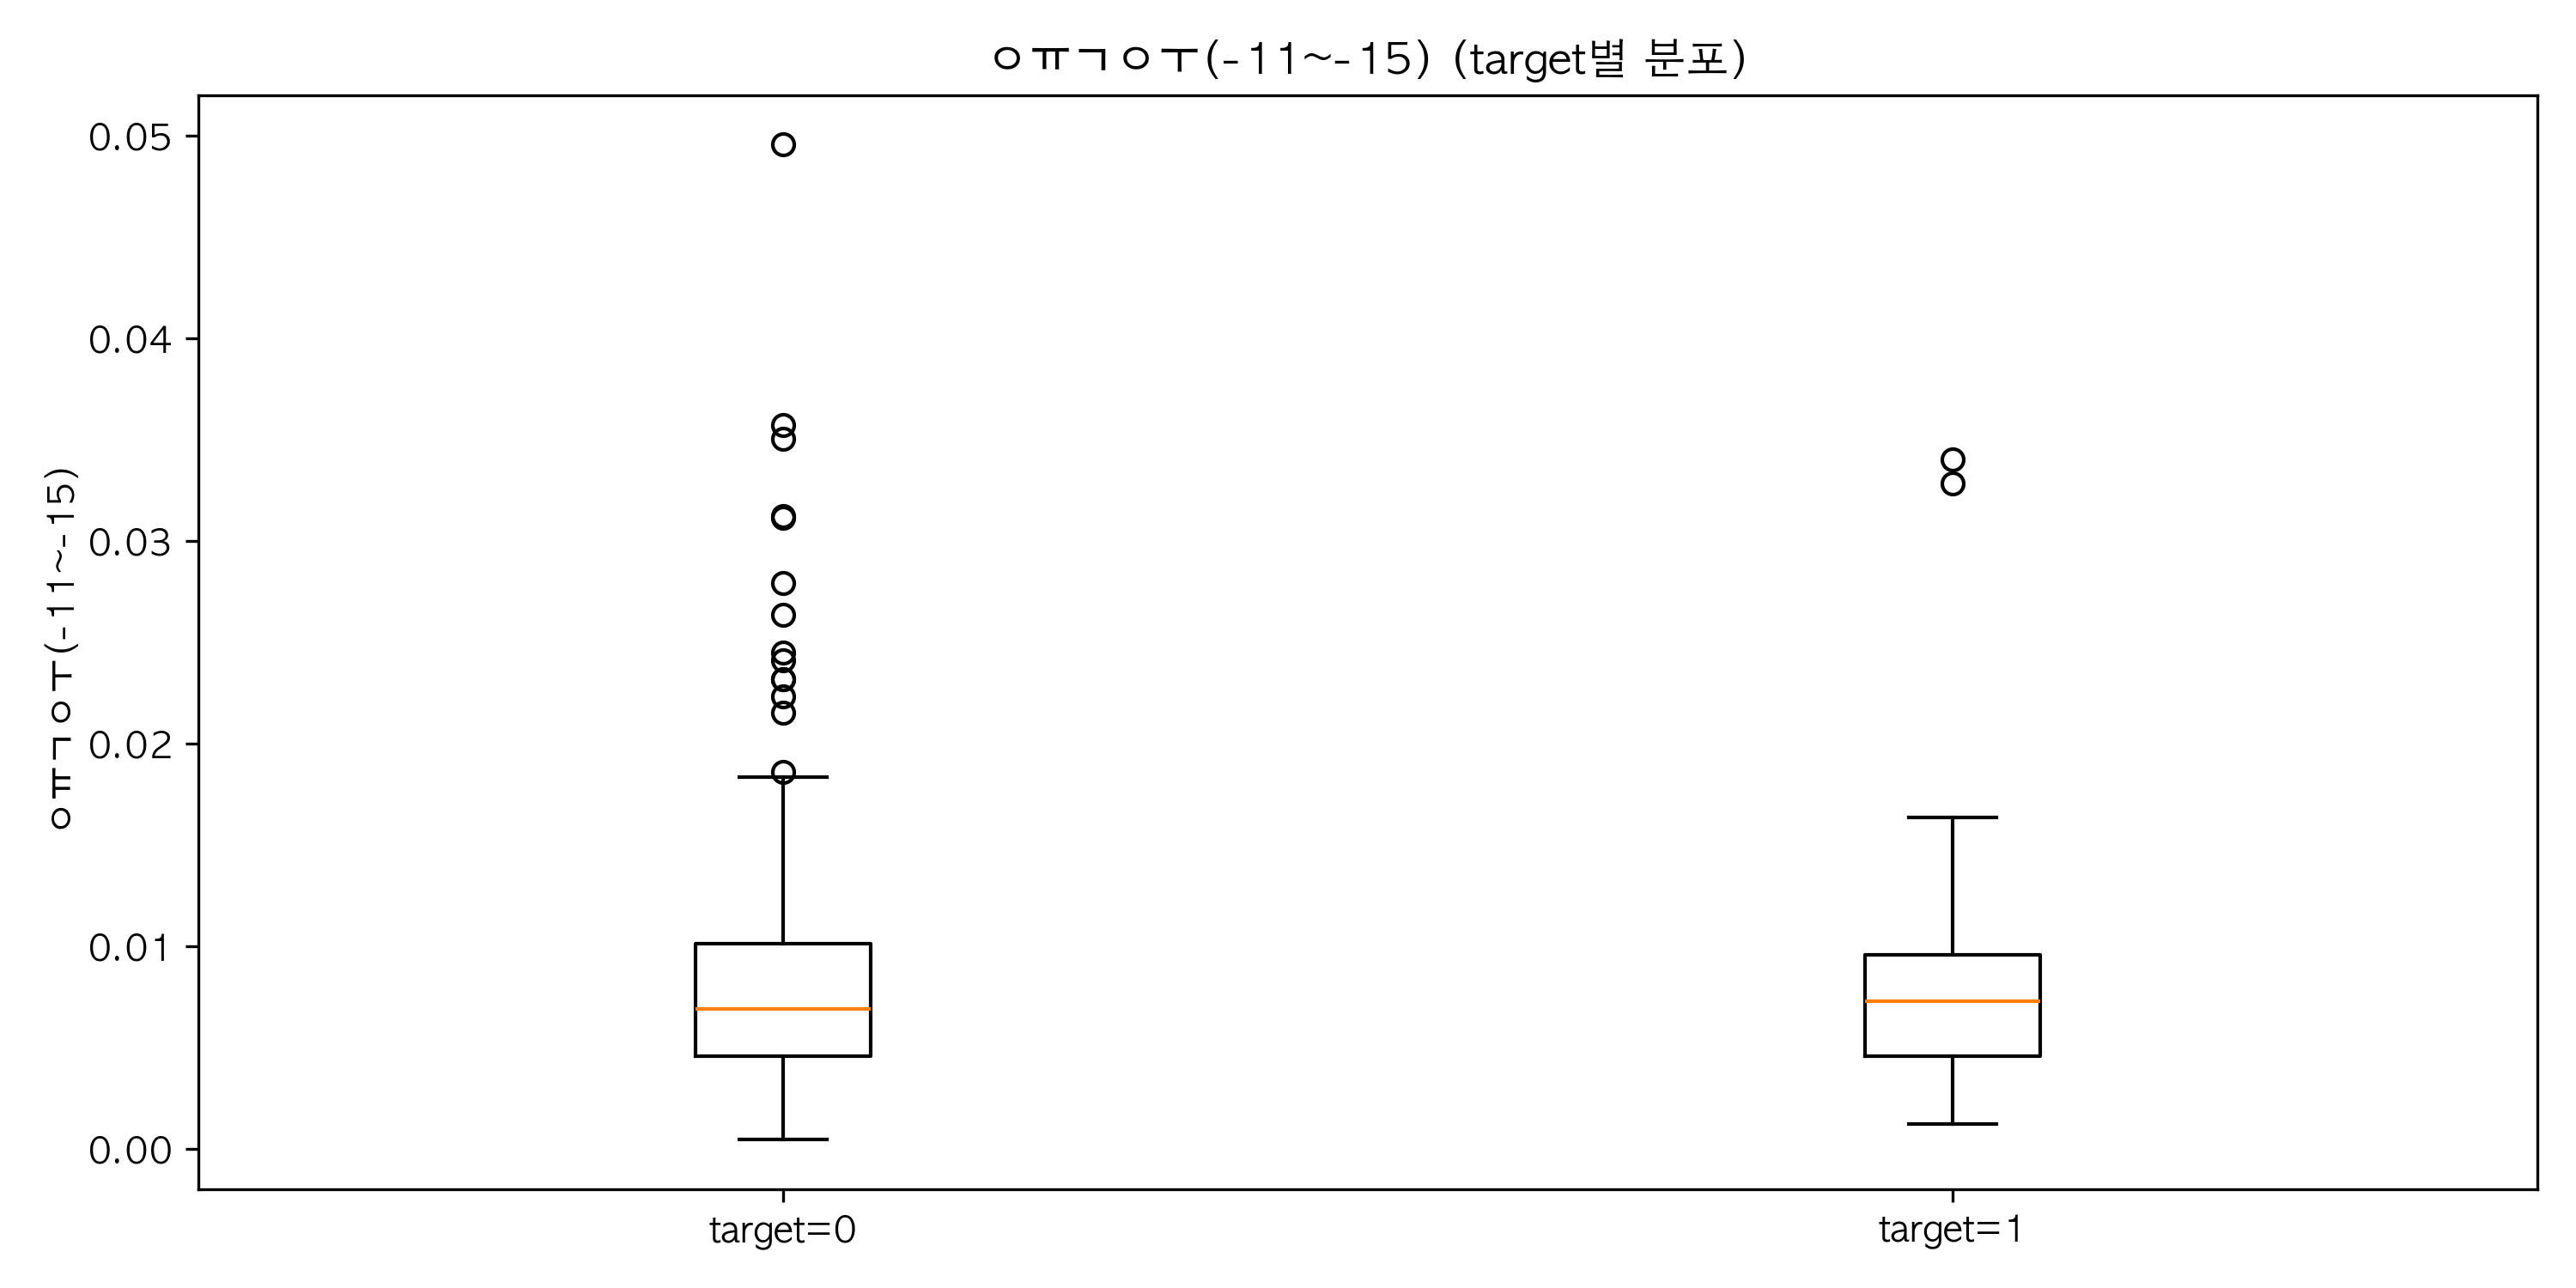 ㅇㅠㄱㅇㅜ(-11~-15) (target별 분포)
ㅇㅠㄱㅇㅜ(-11~-15)
0.05
0.04
0.03
0.02
0.01
0.00
target=0
target=1